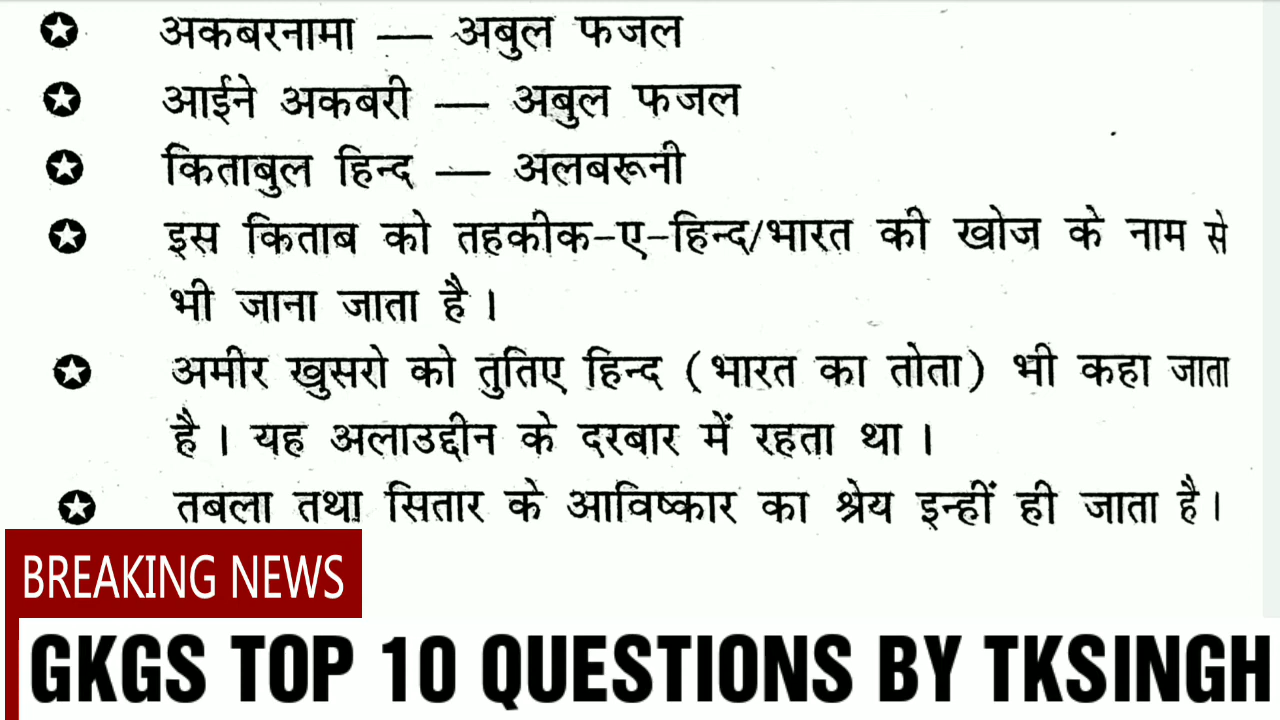 अकबरनामा — अबुल फजल
आईने अकबरी — अबुल फजल
किताबुल हिन्द — अलबरूनी
इस किताब को तहकीक-ए-हिन्द/भारत की खोज के नाम से
भी जाना जाता है।
अमीर खुसरो को तुतिए हिन्द (भारत का तोता) भी कहा जाता
है। यह अलाउद्दीन के दरबार में रहता था।
तबला तथा सितार के आविष्कार का श्रेय इन्हीं ही जाता है।
BREAKING NEWS
GKGS TOP 10 QUESTIONS BY TKSINGH